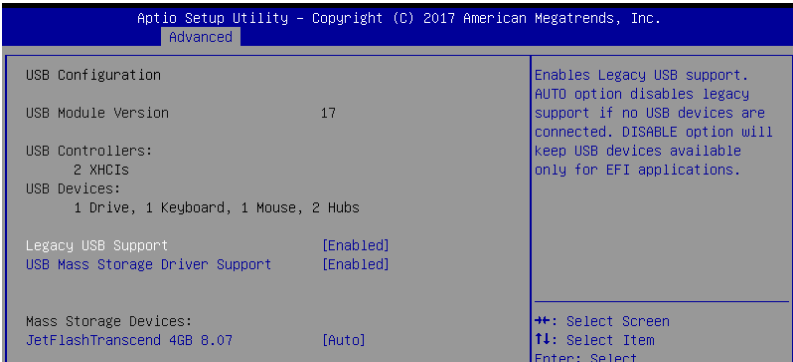 Aptio Setup Utility – Copyright (C) 2017 American Megatrends, Inc.
Advanced
USB Configuration
USB Module Version 17
USB Controllers:
2 XHCIs
USB Devices:
1 Drive, 1 Keyboard, 1 Mouse, 2 Hubs
Legacy USB Support [Enabled]
USB Mass Storage Driver Support [Enabled]
Mass Storage Devices:
JetFlashTranscend 4GB 8.07 [Auto]
Enables Legacy USB support.
AUTO option disables legacy
support if no USB devices are
connected. DISABLE option will
keep USB devices available
only for EFI applications.
→←: Select Screen
↑↓: Select Item
Enter: Select